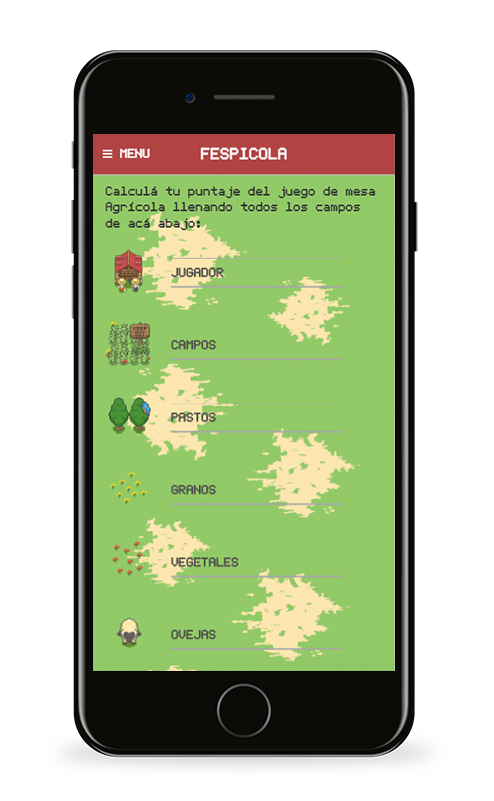 ≡ MENU FESPICOLA
Calculá tu puntaje del juego de mesa
Agrícola llenando todos los campos
de acá abajo:
JUGADOR
CAMPOS
PASTOS
GRANOS
VEGETALES
OVEJAS